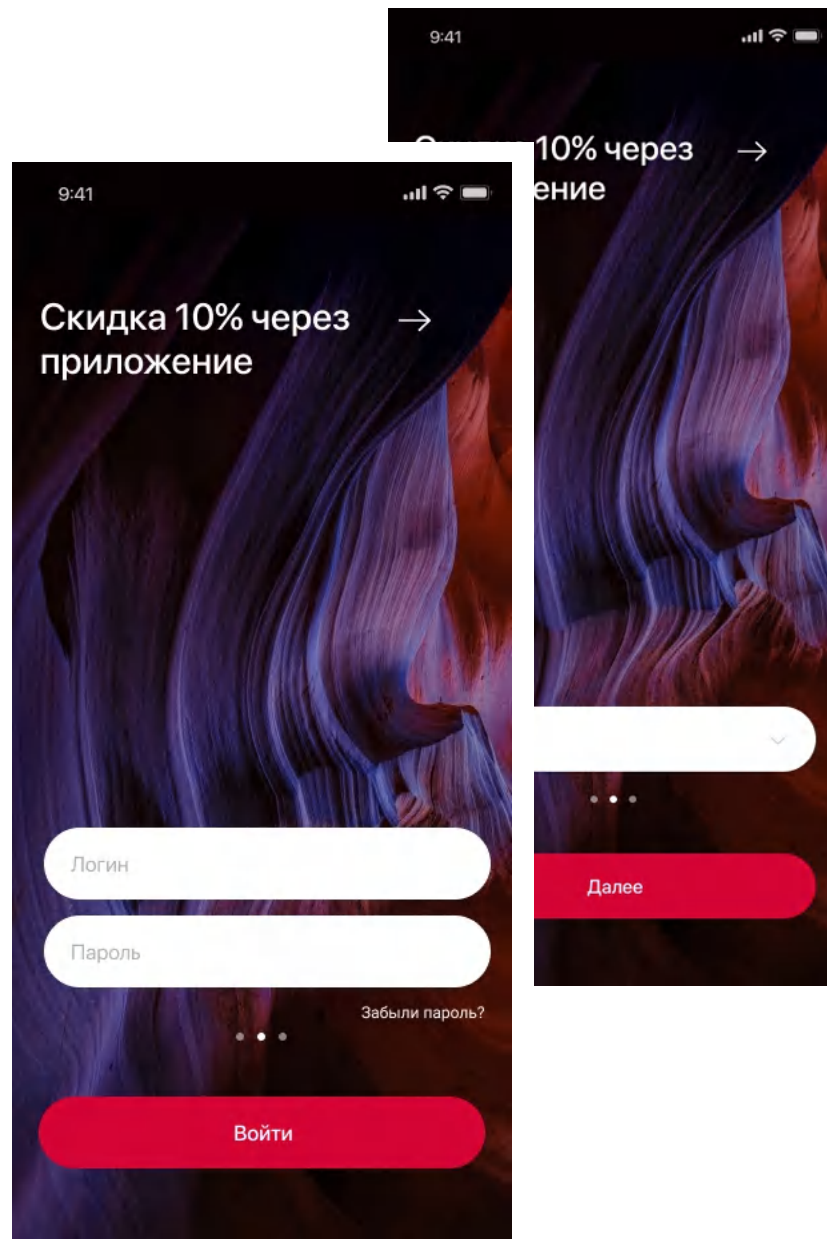 9:41
10% через
ение
Далее
9:41
Скидка 10% через
приложение
Логин
Пароль
Забыли пароль?
Войти